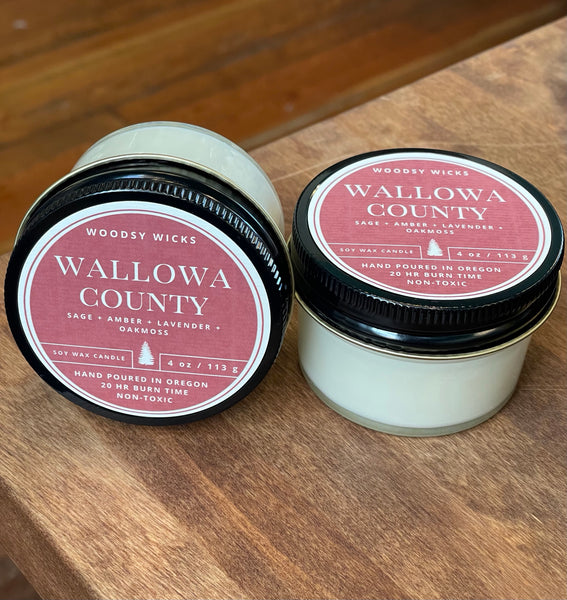 WOODSY WICKS
WALLOWA
COUNTY
SAGE + AMBER + LAVENDER +
OAKMOSS
SOY WAX CANDLE
4 oz / 113 g
HAND POURED IN OREGON
20 HR BURN TIME
NON-TOXIC
WOODSY WICKS
WALLOWA
COUNTY
SAGE + AMBER + LAVENDER +
OAKMOSS
SOY WAX CANDLE
4 oz / 113 g
HAND POURED IN OREGON
20 HR BURN TIME
NON-TOXIC